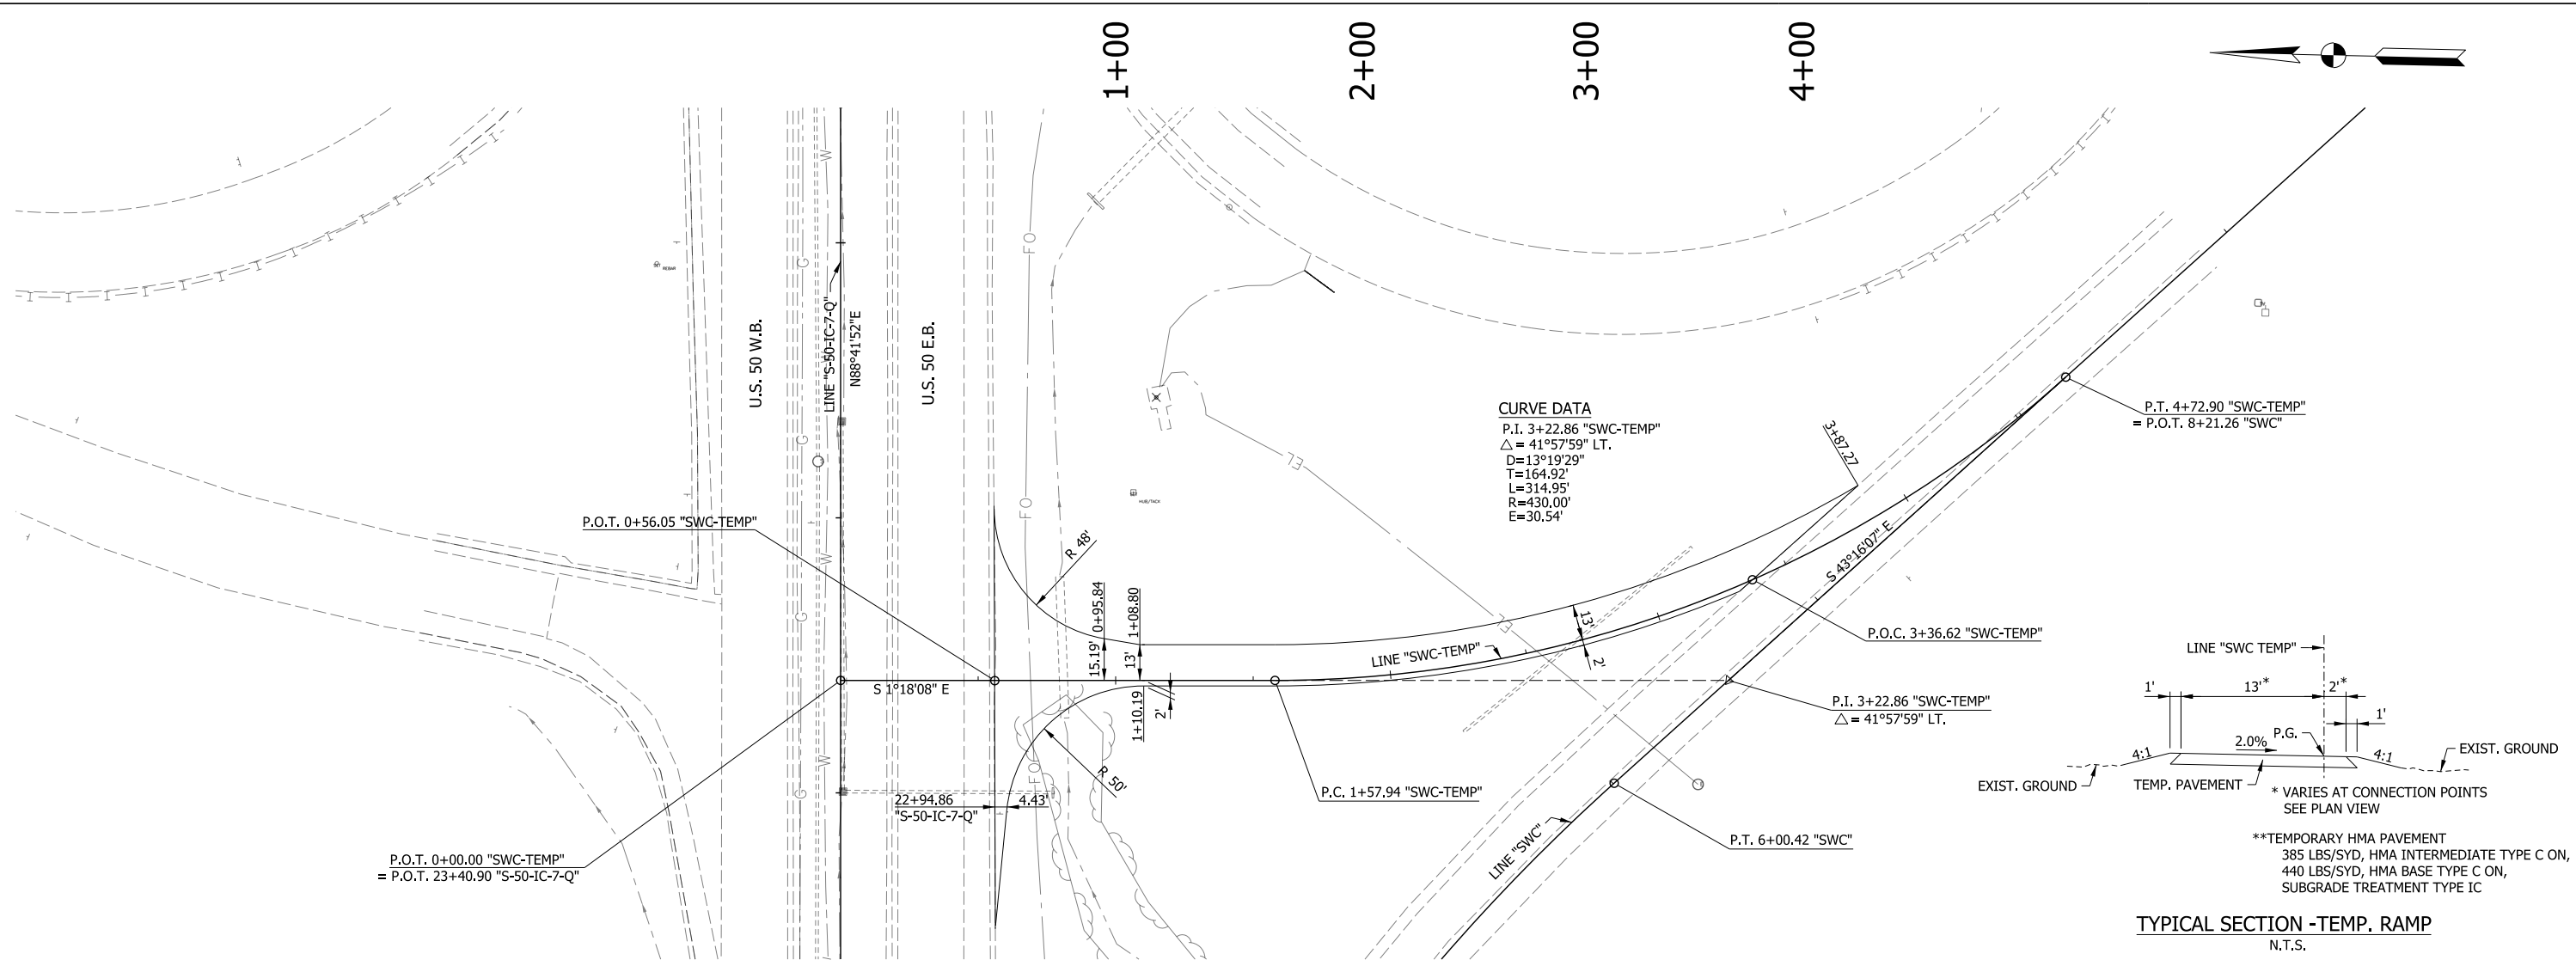 1+00
2+00
3+00
4+00
U.S. 50 W.B.
LINE "S-50-IC-7-Q"
N88°41'52"E
U.S. 50 E.B.
W
W
W
G
G
G
G
FO
FO
FO
EL
EL
REBAR
HUB/TACK
CURVE DATA
P.I. 3+22.86 "SWC-TEMP"
△ = 41°57'59" LT.
D=13°19'29"
T=164.92'
L=314.95'
R=430.00'
E=30.54'
3+87.27
P.T. 4+72.90 "SWC-TEMP"
= P.O.T. 8+21.26 "SWC"
P.O.T. 0+56.05 "SWC-TEMP"
R 48'
15.19' 0+95.84
13' 1+08.80
13'
2'
LINE "SWC-TEMP"
S 43°16'07" E
P.O.C. 3+36.62 "SWC-TEMP"
S 1°18'08" E
1+10.19
2'
R 50'
P.I. 3+22.86 "SWC-TEMP"
△ = 41°57'59" LT.
22+94.86
"S-50-IC-7-Q"
4.43'
P.C. 1+57.94 "SWC-TEMP"
P.T. 6+00.42 "SWC"
LINE "SWC"
P.O.T. 0+00.00 "SWC-TEMP"
= P.O.T. 23+40.90 "S-50-IC-7-Q"
LINE "SWC TEMP"
1'
13'*
2'*
1'
P.G.
2.0%
4:1
4:1
EXIST. GROUND
EXIST. GROUND
TEMP. PAVEMENT
* VARIES AT CONNECTION POINTS
SEE PLAN VIEW
**TEMPORARY HMA PAVEMENT
385 LBS/SYD, HMA INTERMEDIATE TYPE C ON,
440 LBS/SYD, HMA BASE TYPE C ON,
SUBGRADE TREATMENT TYPE IC
TYPICAL SECTION -TEMP. RAMP
N.T.S.